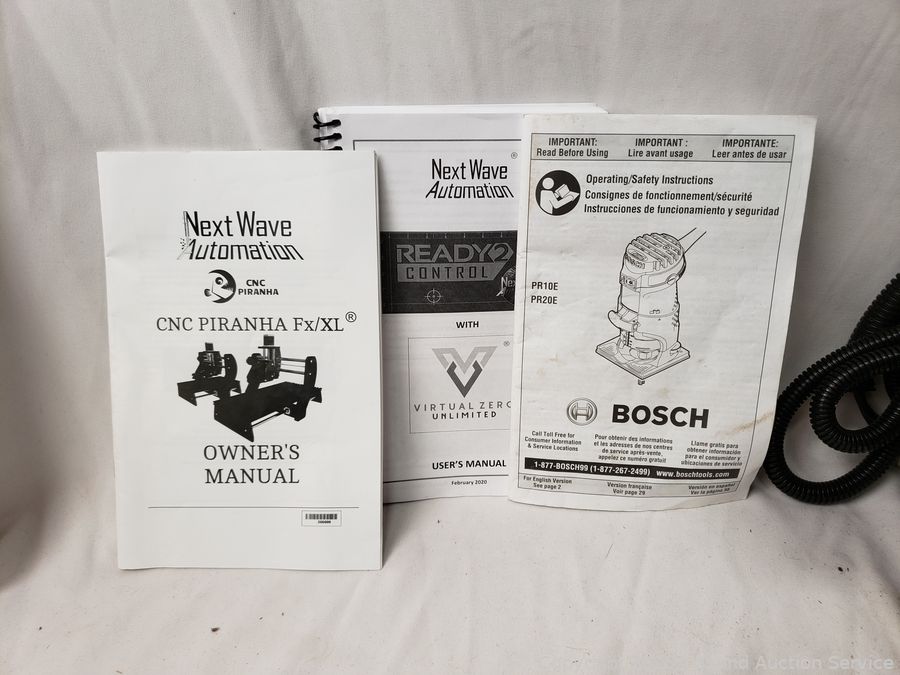 Next Wave
Automation
CNC
PIRANHA
CNC PIRANHA Fx/XL®
OWNER'S
MANUAL
Next Wave®
Automation
READY2
CONTROL
WITH
®
VIRTUAL ZERO
UNLIMITED
USER'S MANUAL
February 2020
IMPORTANT:
Read Before Using
IMPORTANT :
Lire avant usage
IMPORTANTE:
Leer antes de usar
Operating/Safety Instructions
Consignes de fonctionnement/sécurité
Instrucciones de funcionamiento y seguridad
PR10E
PR20E
BOSCH
Call Toll Free for
Consumer Information
& Service Locations
Pour obtenir des informations
et les adresses de nos centres
de service après-vente,
appelez ce numéro gratuit
Llame gratis para
obtener información
para el consumidor y
ubicaciones de servicio
1-877-BOSCH99 (1-877-267-2499) www.boschtools.com
For English Version
See page 2
Version française
Voir page 29
Versión en español
Ver la página
Auction Service